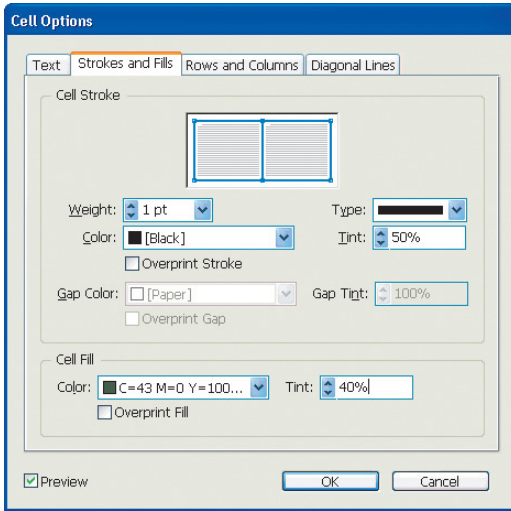 Cell Options
Text Strokes and Fills Rows and Columns Diagonal Lines
Cell Stroke
Weight: 1 pt Type:
Color: [Black] Tint: 50%
Overprint Stroke
Gap Color: [Paper] Gap Tint: 100%
Overprint Gap
Cell Fill
Color: C=43 M=0 Y=100... Tint: 40%
Overprint Fill
Preview OK Cancel